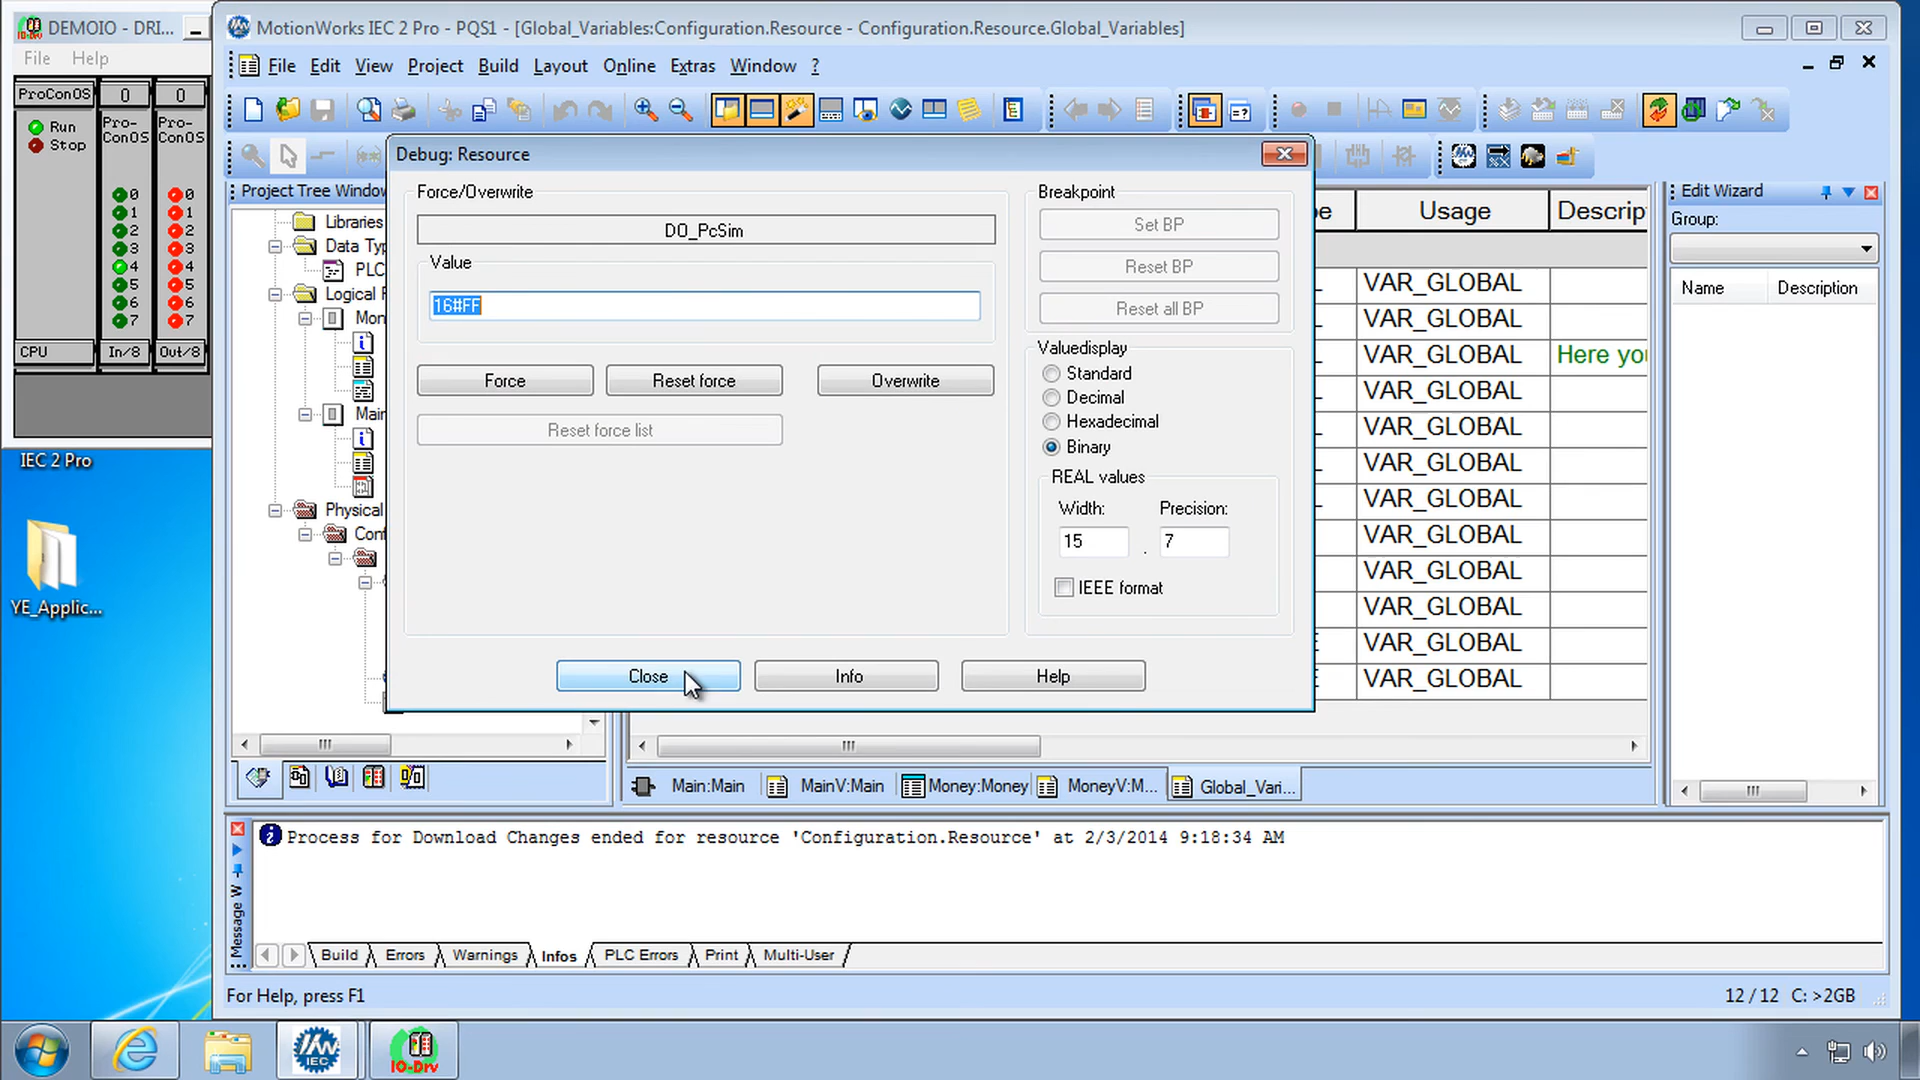 DEMOIO - DRI...
File Help
ProConOS 0 0
Run
Stop
Pro-
ConOS
Pro-
ConOS
0 0
1 1
2 2
3 3
4 4
5 5
6 6
7 7
CPU In/8 Out/8
IEC 2 Pro
YE_Applic...
MotionWorks IEC 2 Pro - PQS1 - [Global_Variables:Configuration.Resource - Configuration.Resource.Global_Variables]
File Edit View Project Build Layout Online Extras Window ?
Project Tree Window
Libraries
Data Typ
PLC
Logical
Mon
Main
Physical
Conf
Debug: Resource
Force/Overwrite
DO_PcSim
Value
16#FF
Force Reset force Overwrite
Reset force list
Breakpoint
Set BP
Reset BP
Reset all BP
Valuedisplay
Standard
Decimal
Hexadecimal
Binary
REAL values
Width: Precision:
15 . 7
IEEE format
Close Info Help
Usage Descrip
VAR_GLOBAL
VAR_GLOBAL
VAR_GLOBAL Here you
VAR_GLOBAL
VAR_GLOBAL
VAR_GLOBAL
VAR_GLOBAL
VAR_GLOBAL
VAR_GLOBAL
VAR_GLOBAL
VAR_GLOBAL
VAR_GLOBAL
Edit Wizard
Group:
Name Description
Main:Main MainV:Main Money:Money MoneyV:M... Global_Vari...
Message W
Process for Download Changes ended for resource 'Configuration.Resource' at 2/3/2014 9:18:34 AM
Build Errors Warnings Infos PLC Errors Print Multi-User
For Help, press F1
12 / 12 C: >2GB
IEC
IO-Drv